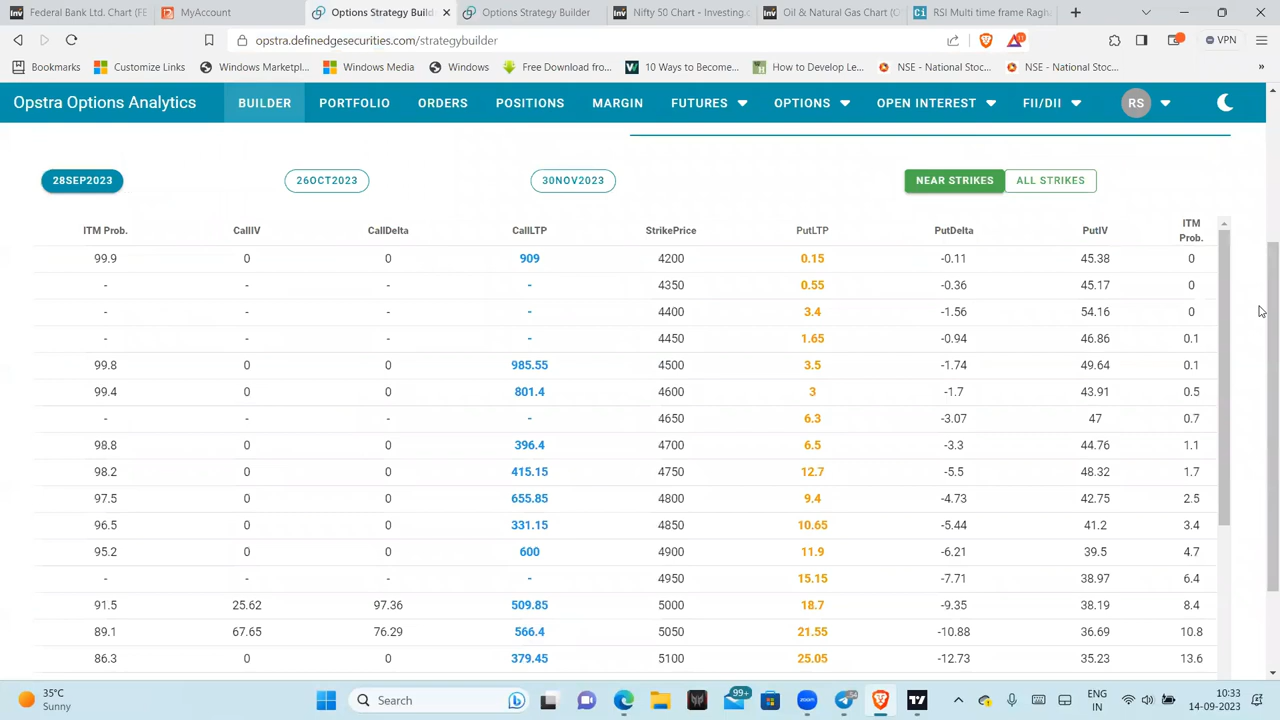 Federal Bank Ltd. Chart (FE
MyAccount
Options Strategy Build
Options Strategy Builder
Nifty 50 Chart - Investing.c
Oil & Natural Gas Chart (O
RSI Multi time frame Ragh
opstra.definedgesecurities.com/strategybuilder
VPN
Bookmarks Customize Links Windows Marketpl... Windows Media Windows Free Download from... 10 Ways to Become... How to Develop Le... NSE - National Stoc... NSE - National Stoc... »
Opstra Options Analytics BUILDER PORTFOLIO ORDERS POSITIONS MARGIN FUTURES OPTIONS OPEN INTEREST FII/DII RS
28SEP2023 26OCT2023 30NOV2023 NEAR STRIKES ALL STRIKES
ITM Prob. CallIV CallDelta CallLTP StrikePrice PutLTP PutDelta PutIV ITM Prob.
99.9 0 0 909 4200 0.15 -0.11 45.38 0
- - - - 4350 0.55 -0.36 45.17 0
- - - - 4400 3.4 -1.56 54.16 0
- - - - 4450 1.65 -0.94 46.86 0.1
99.8 0 0 985.55 4500 3.5 -1.74 49.64 0.1
99.4 0 0 801.4 4600 3 -1.7 43.91 0.5
- - - - 4650 6.3 -3.07 47 0.7
98.8 0 0 396.4 4700 6.5 -3.3 44.76 1.1
98.2 0 0 415.15 4750 12.7 -5.5 48.32 1.7
97.5 0 0 655.85 4800 9.4 -4.73 42.75 2.5
96.5 0 0 331.15 4850 10.65 -5.44 41.2 3.4
95.2 0 0 600 4900 11.9 -6.21 39.5 4.7
- - - - 4950 15.15 -7.71 38.97 6.4
91.5 25.62 97.36 509.85 5000 18.7 -9.35 38.19 8.4
89.1 67.65 76.29 566.4 5050 21.55 -10.88 36.69 10.8
86.3 0 0 379.45 5100 25.05 -12.73 35.23 13.6
35°C
Sunny
Search
99+
zoom
ENG
IN
10:33
14-09-2023